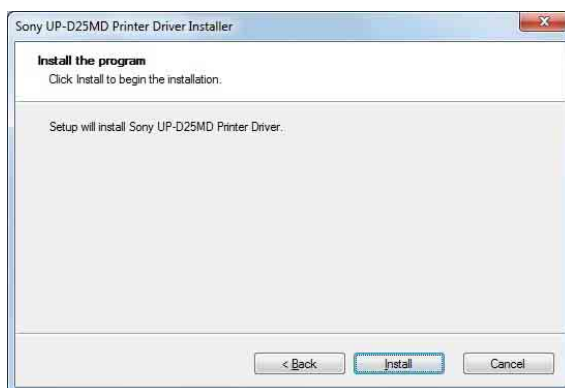 Sony UP-D25MD Printer Driver Installer
Install the program
Click Install to begin the installation.
Setup will install Sony UP-D25MD Printer Driver.
< Back
Install
Cancel